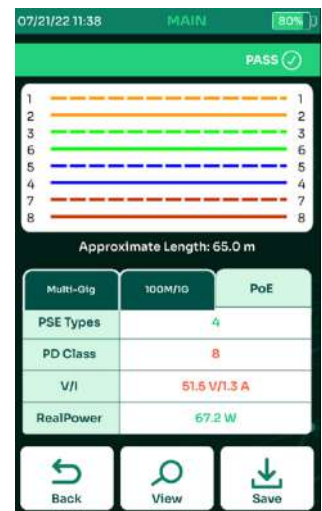 07/21/22 11:38 MAIN 80%
PASS
1 1
2 2
3 3
6 6
5 5
4 4
7 7
8 8
Approximate Length: 65.0 m
Multi-Gig 100M/1G PoE
PSE Types 4
PD Class 8
V/I 51.5 V/1.3 A
RealPower 67.2 W
Back View Save